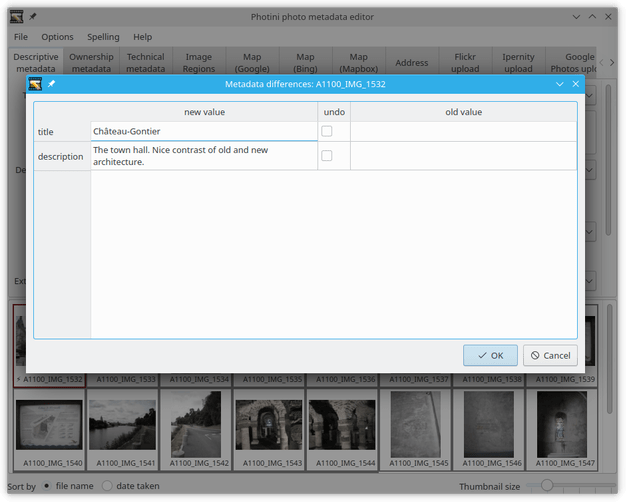 Photini photo metadata editor
File Options Spelling Help
Descriptive metadata
Ownership metadata
Technical metadata
Image Regions
Map (Google)
Map (Bing)
Map (Mapbox)
Address
Flickr upload
Ipernity upload
Google Photos uplo
Metadata differences: A1100_IMG_1532
new value undo old value
title Château-Gontier
description The town hall. Nice contrast of old and new
architecture.
De
Ext
OK Cancel
A1100_IMG_1532 A1100_IMG_1533 A1100_IMG_1534 A1100_IMG_1535 A1100_IMG_1536 A1100_IMG_1537 A1100_IMG_1538 A1100_IMG_1539
A1100_IMG_1540 A1100_IMG_1541 A1100_IMG_1542 A1100_IMG_1543 A1100_IMG_1544 A1100_IMG_1545 A1100_IMG_1546 A1100_IMG_1547
Sort by file name date taken Thumbnail size